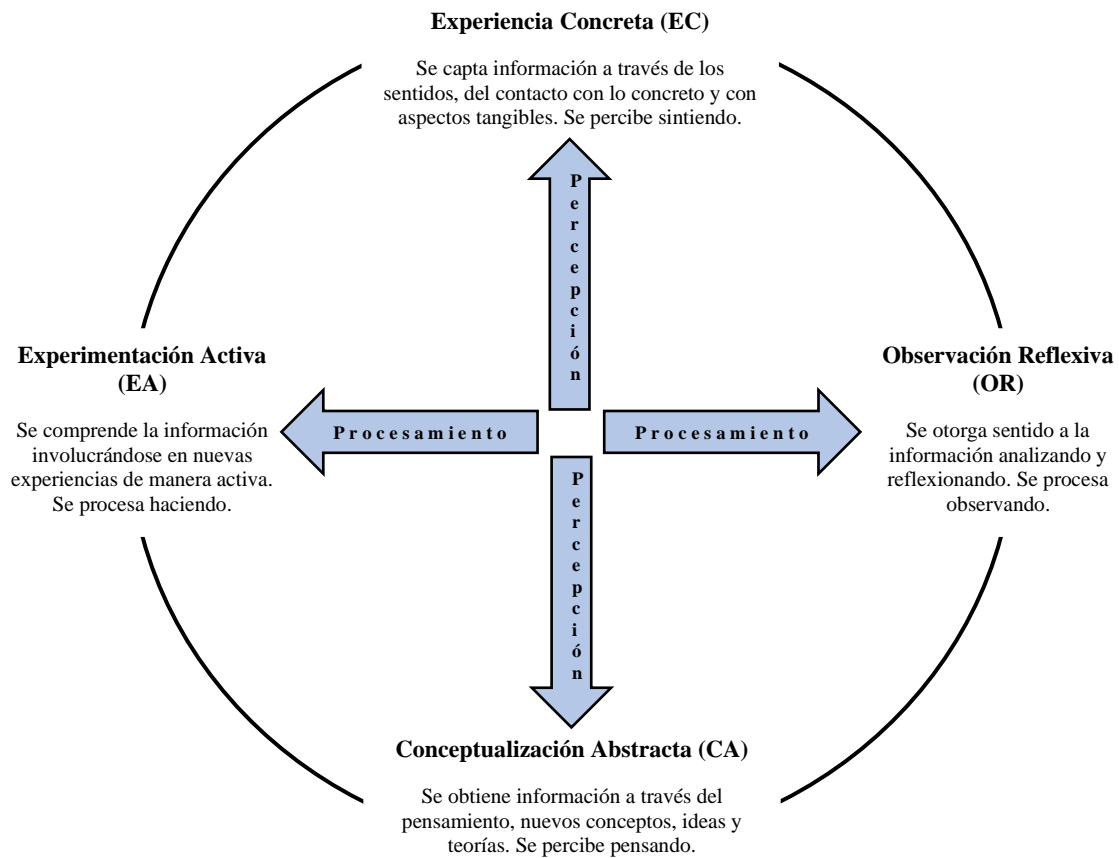 Experiencia Concreta (EC)
Se capta información a través de los
sentidos, del contacto con lo concreto y con
aspectos tangibles. Se percibe sintiendo.
Percepción
Experimentación Activa
(EA)
Se comprende la información
involucrándose en nuevas
experiencias de manera activa.
Se procesa haciendo.
Procesamiento
Procesamiento
Observación Reflexiva
(OR)
Se otorga sentido a la
información analizando y
reflexionando. Se procesa
observando.
Percepción
Conceptualización Abstracta (CA)
Se obtiene información a través del
pensamiento, nuevos conceptos, ideas y
teorías. Se percibe pensando.